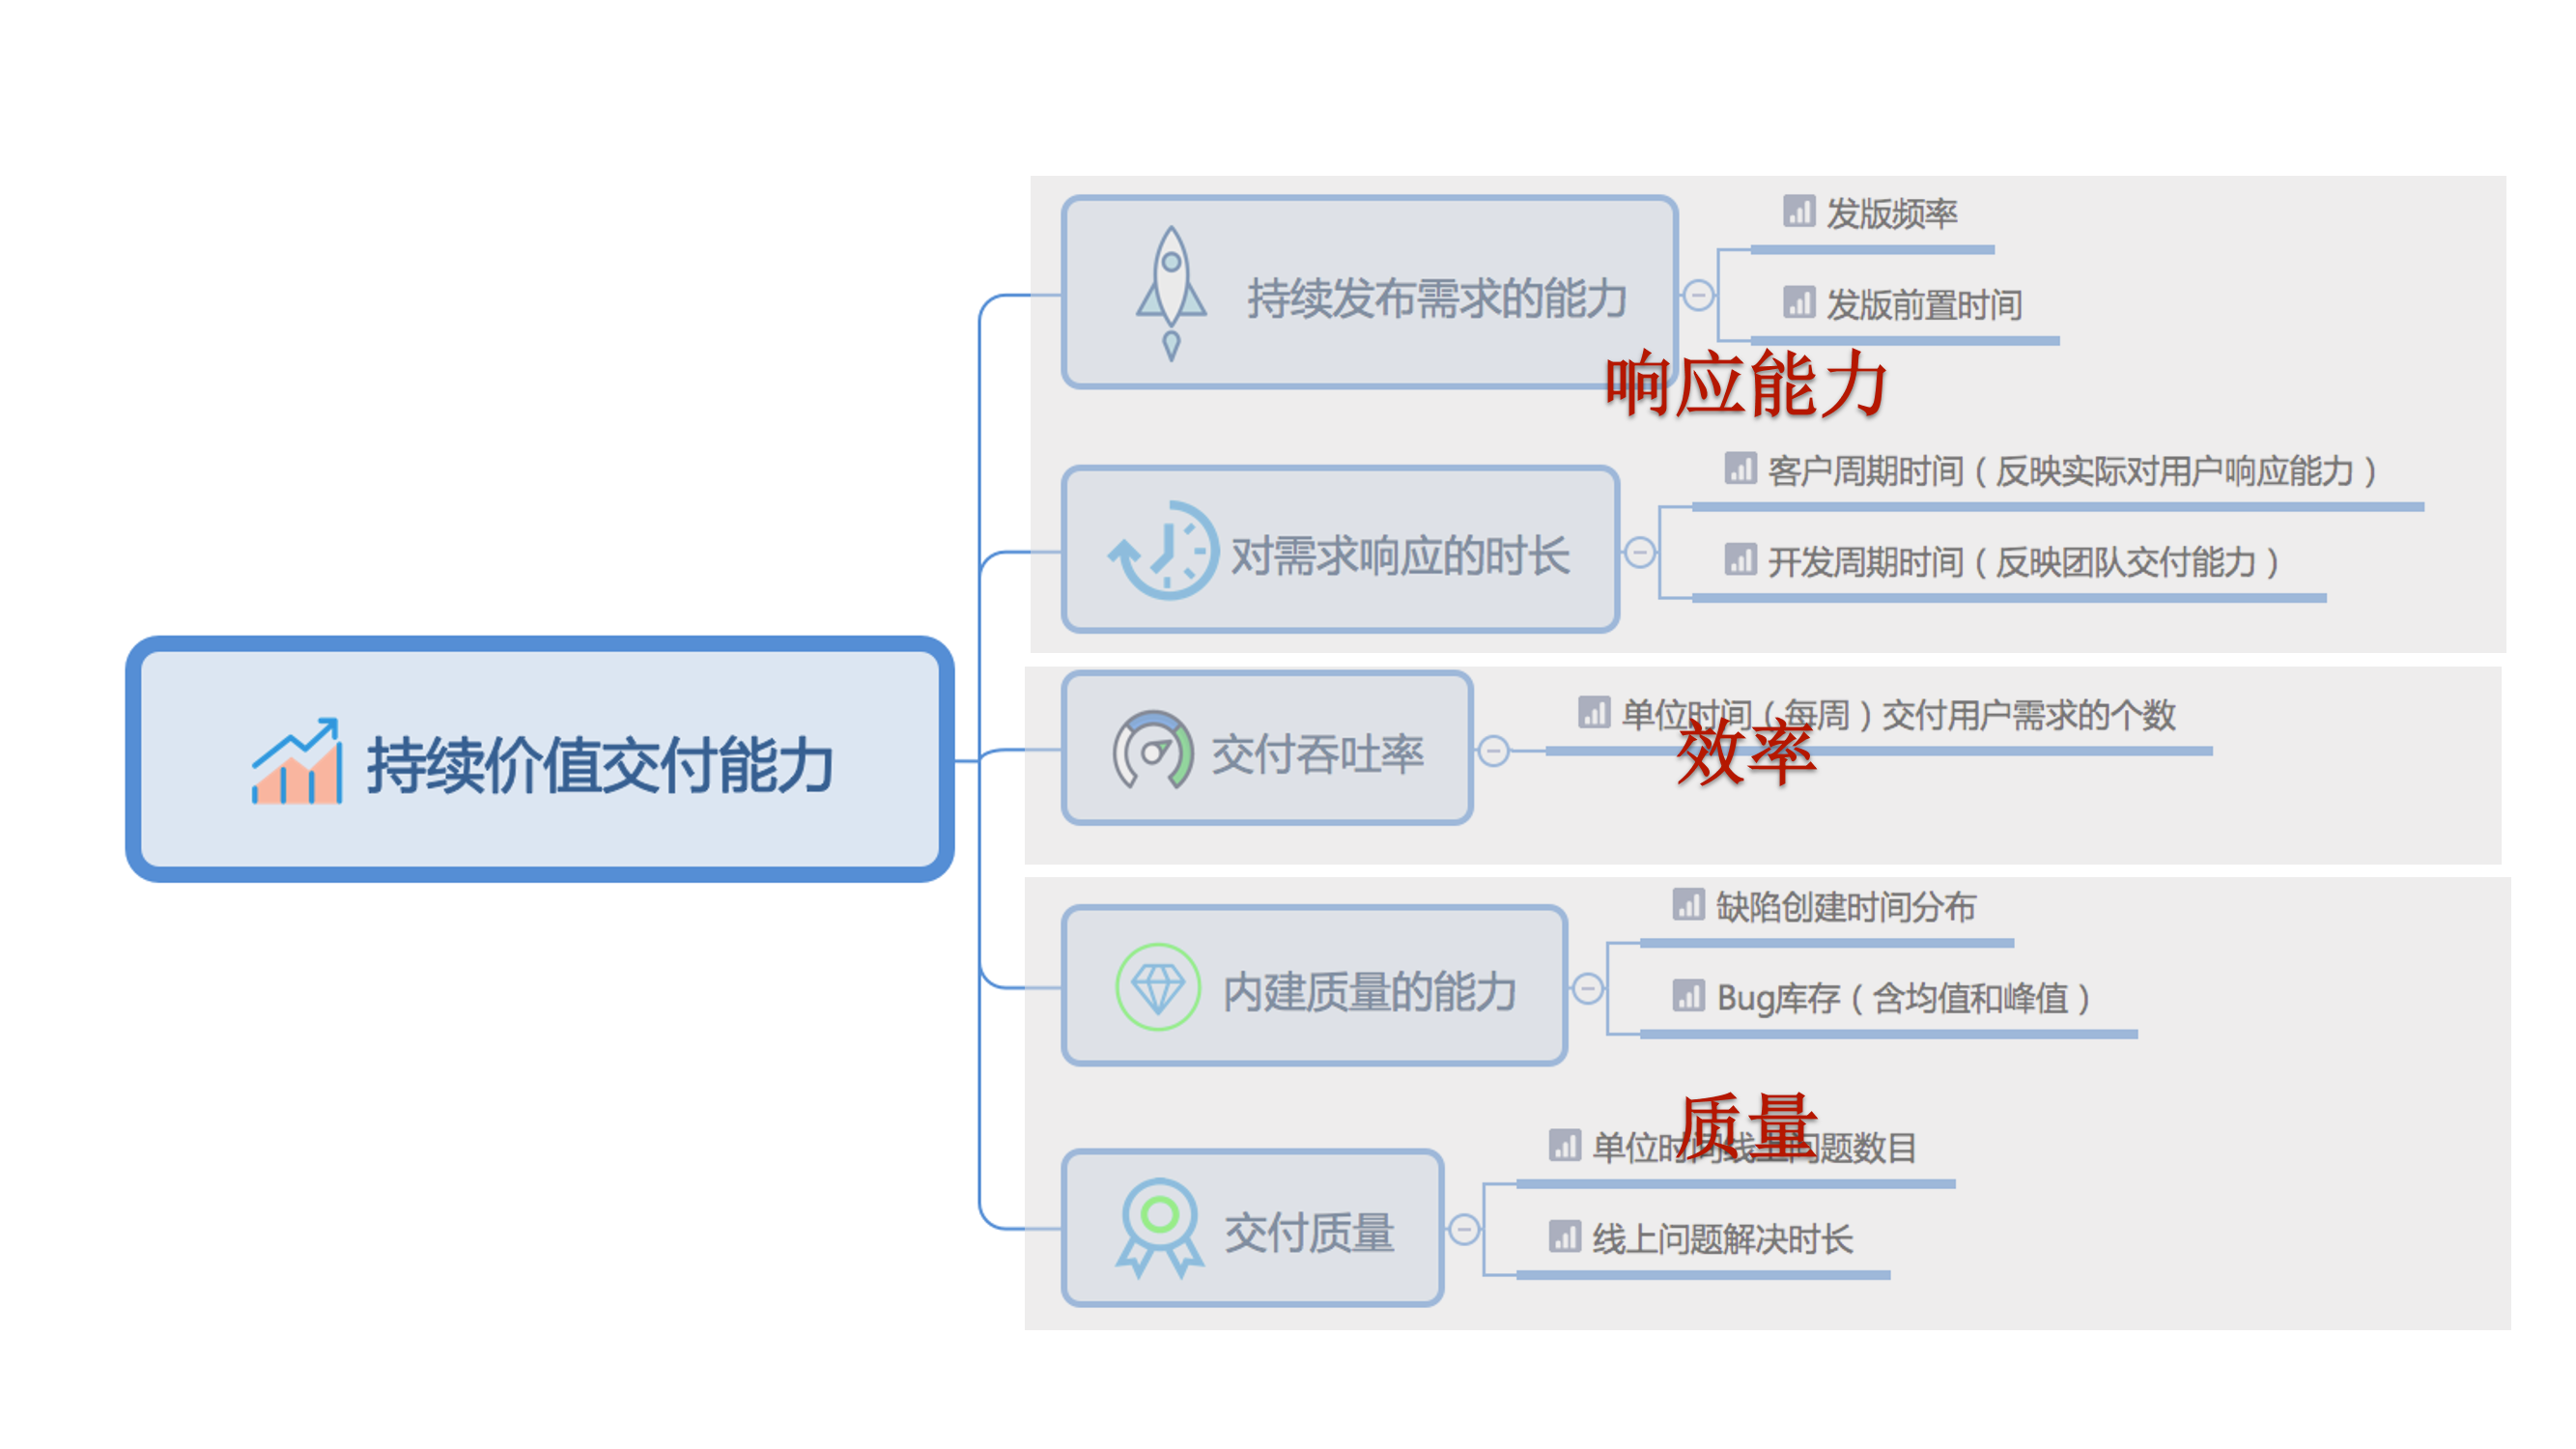 持续价值交付能力
持续发布需求的能力
发版频率
发版前置时间
响应能力
对需求响应的时长
客户周期时间（反映实际对用户响应能力）
开发周期时间（反映团队交付能力）
交付吞吐率
单位时间（每周）交付用户需求的个数
效率
内建质量的能力
缺陷创建时间分布
Bug库存（含均值和峰值）
质量
交付质量
单位时间线上问题数目
线上问题解决时长